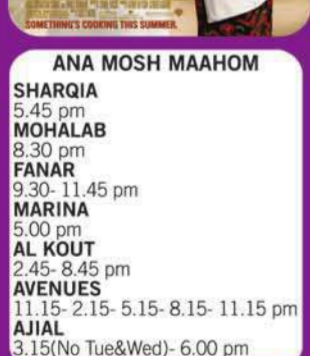 SOMETHING'S COOKING THIS SUMMER.
ANA MOSH MAAHOM
SHARQIA
5.45 pm
MOHALAB
8.30 pm
FANAR
9.30- 11.45 pm
MARINA
5.00 pm
AL KOUT
2.45- 8.45 pm
AVENUES
11.15- 2.15- 5.15- 8.15- 11.15 pm
AJIAL
3.15(No Tue&Wed)- 6.00 pm